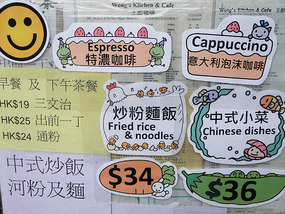 Wong's Kitchen & Cafe
Espresso
特濃咖啡
Cappuccino
意大利泡沫咖啡
早餐 及 下午茶餐
HK$19 三文治
HK$25 出前一丁
HK$24 通粉
炒粉麵飯
Fried rice
& noodles
中式小菜
Chinese dishes
中式炒飯
河粉及麵
$34
$36